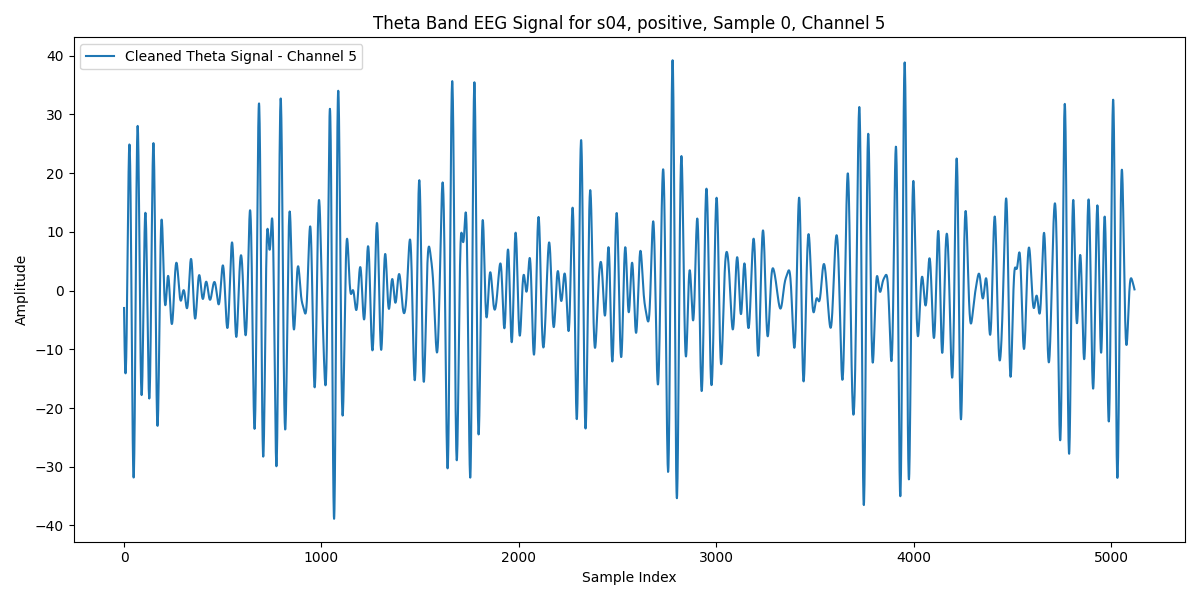 Theta Band EEG Signal for s04, positive, Sample 0, Channel 5
Cleaned Theta Signal - Channel 5
40
30
20
10
0
−10
−20
−30
−40
Amplitude
0 1000 2000 3000 4000 5000
Sample Index